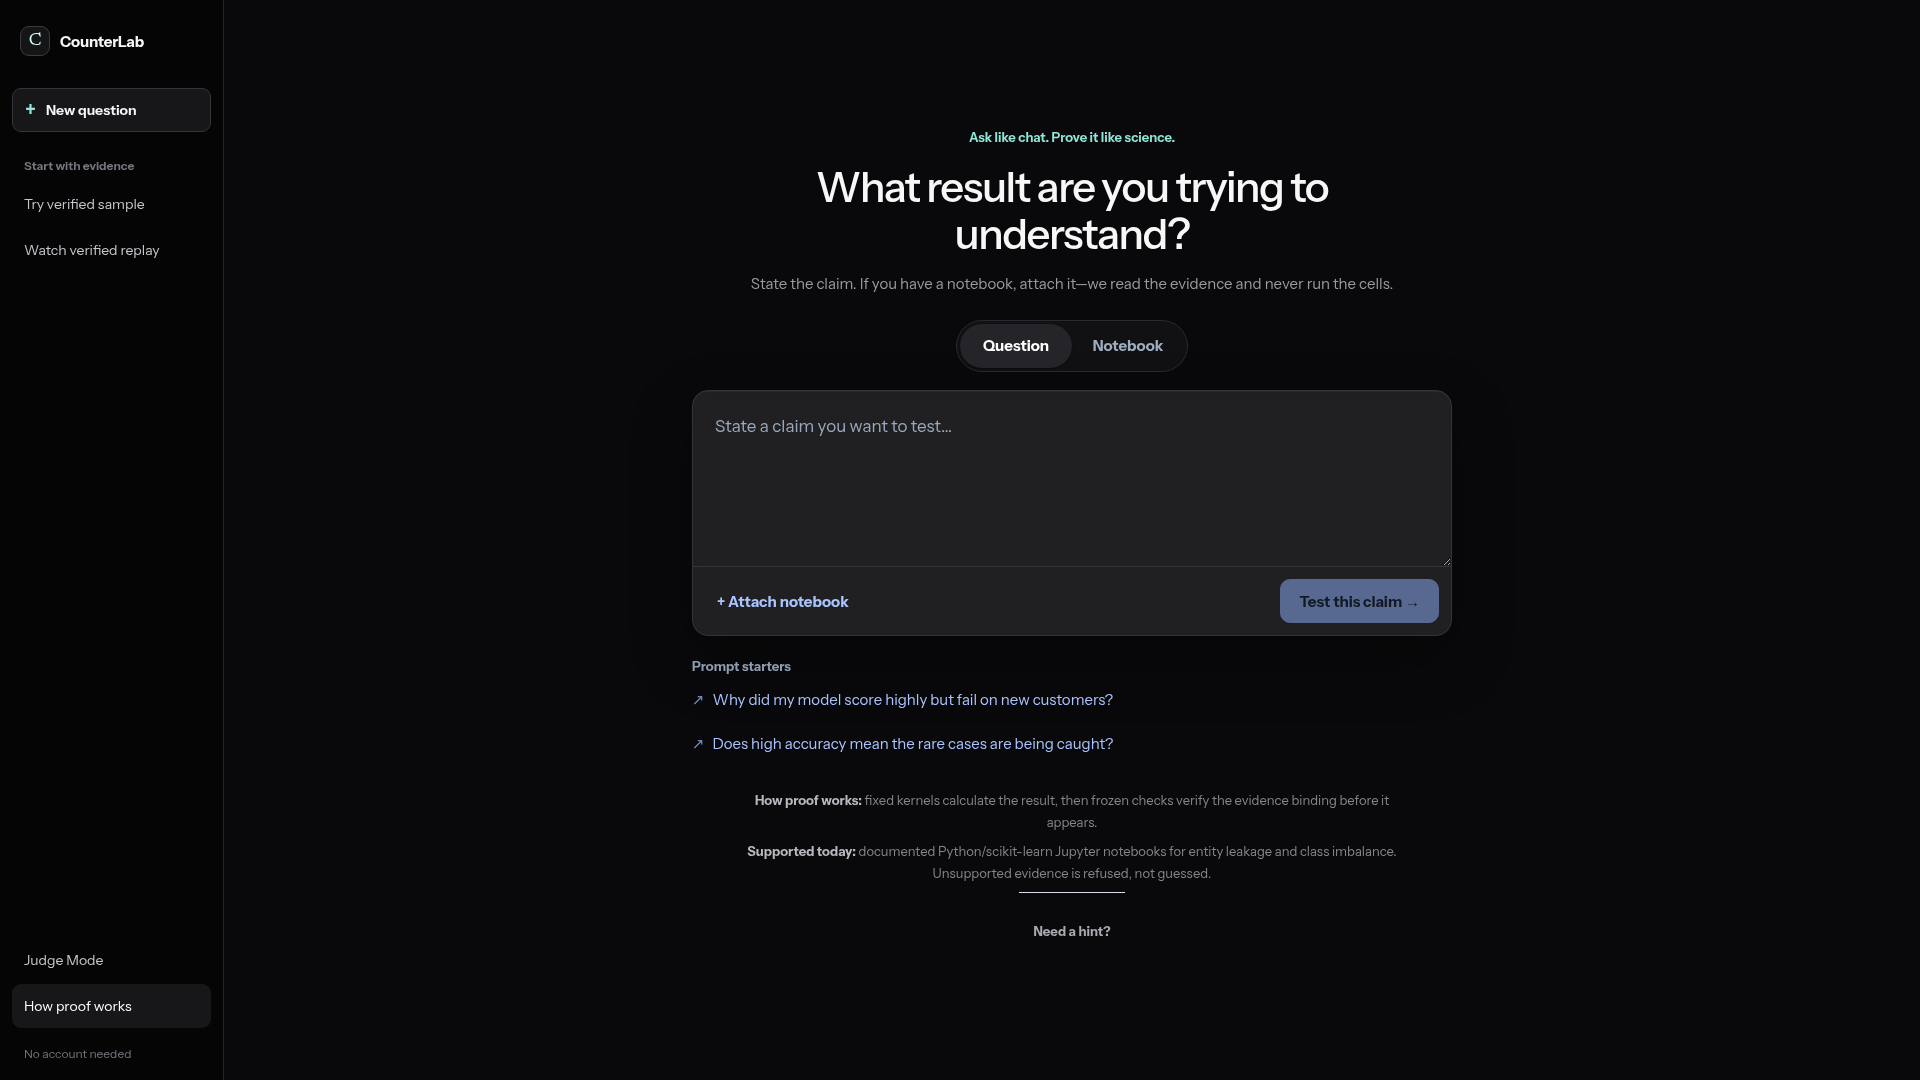 C
CounterLab
+ New question
Start with evidence
Try verified sample
Watch verified replay
Judge Mode
How proof works
No account needed
Ask like chat. Prove it like science.
What result are you trying to
understand?
State the claim. If you have a notebook, attach it—we read the evidence and never run the cells.
Question
Notebook
State a claim you want to test…
+ Attach notebook
Test this claim →
Prompt starters
↗ Why did my model score highly but fail on new customers?
↗ Does high accuracy mean the rare cases are being caught?
How proof works: fixed kernels calculate the result, then frozen checks verify the evidence binding before it
appears.
Supported today: documented Python/scikit-learn Jupyter notebooks for entity leakage and class imbalance.
Unsupported evidence is refused, not guessed.
Need a hint?